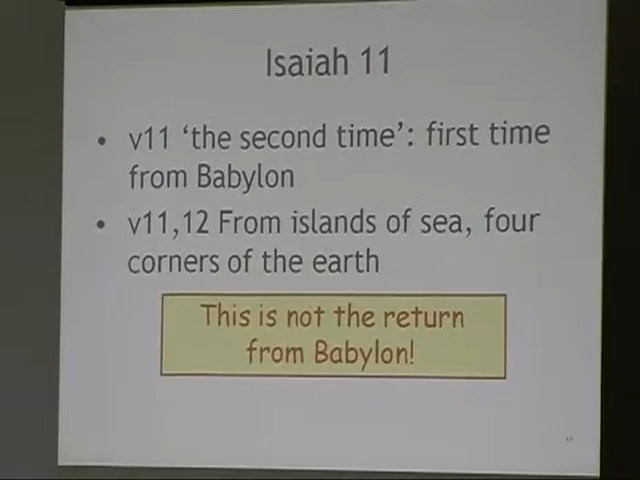 Isaiah 11
• v11 ‘the second time’: first time
from Babylon
• v11,12 From islands of sea, four
corners of the earth
This is not the return
from Babylon!